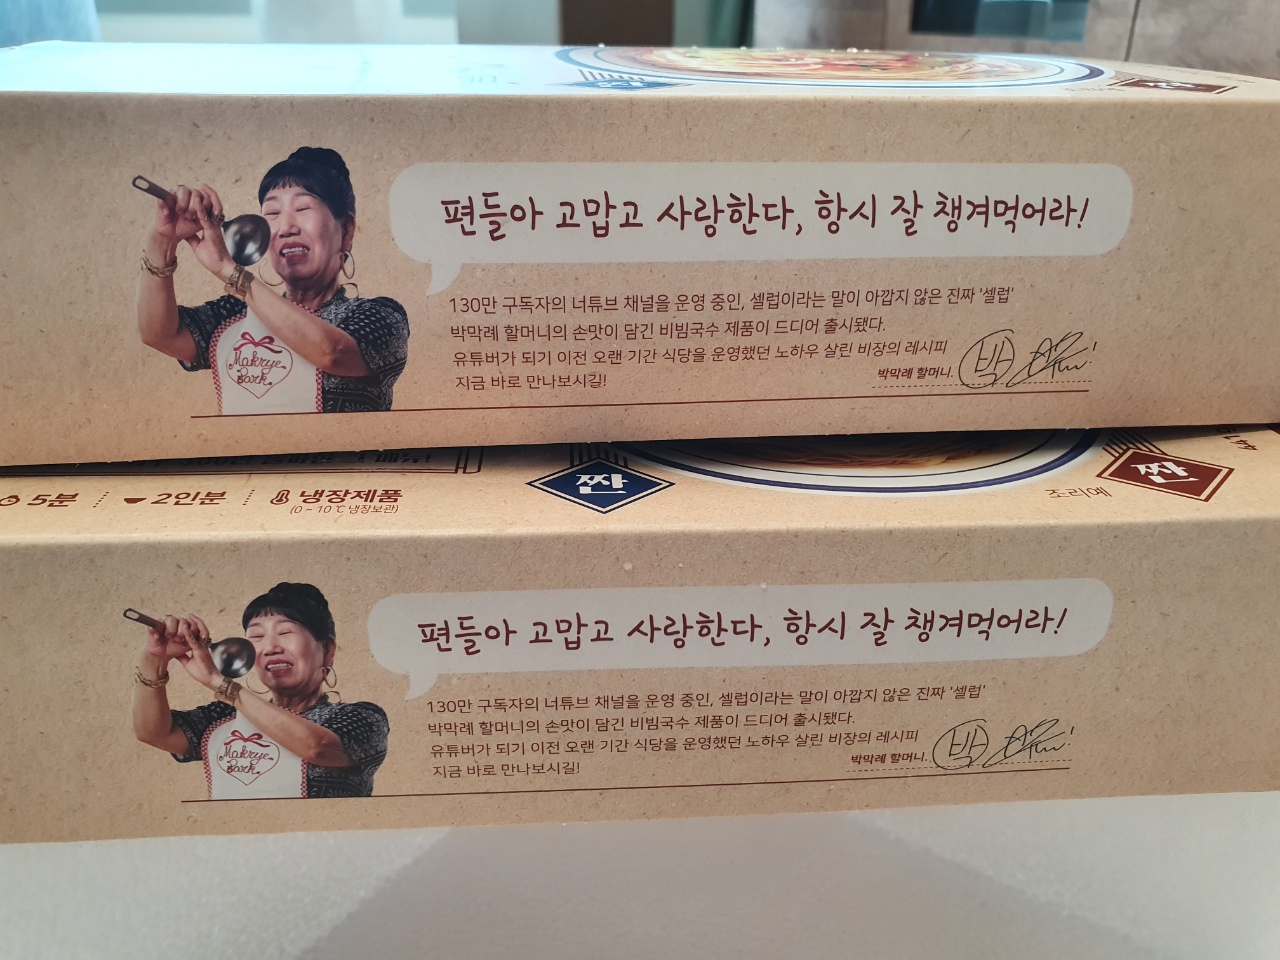 짠
편들아 고맙고 사랑한다, 항시 잘 챙겨먹어라!
130만 구독자의 너튜브 채널을 운영 중인, 셀럽이라는 말이 아깝지 않은 진짜 '셀럽'
박막례 할머니의 손맛이 담긴 비빔국수 제품이 드디어 출시됐다.
유튜버가 되기 이전 오랜 기간 식당을 운영했던 노하우 살린 비장의 레시피
지금 바로 만나보시길!
박막례 할머니. 박
Makrye
Park
5분 2인분 냉장제품
(0~10℃ 냉장보관)
짠
조리예
짠
편들아 고맙고 사랑한다, 항시 잘 챙겨먹어라!
130만 구독자의 너튜브 채널을 운영 중인, 셀럽이라는 말이 아깝지 않은 진짜 '셀럽'
박막례 할머니의 손맛이 담긴 비빔국수 제품이 드디어 출시됐다.
유튜버가 되기 이전 오랜 기간 식당을 운영했던 노하우 살린 비장의 레시피
지금 바로 만나보시길!
박막례 할머니. 박
Makrye
Park